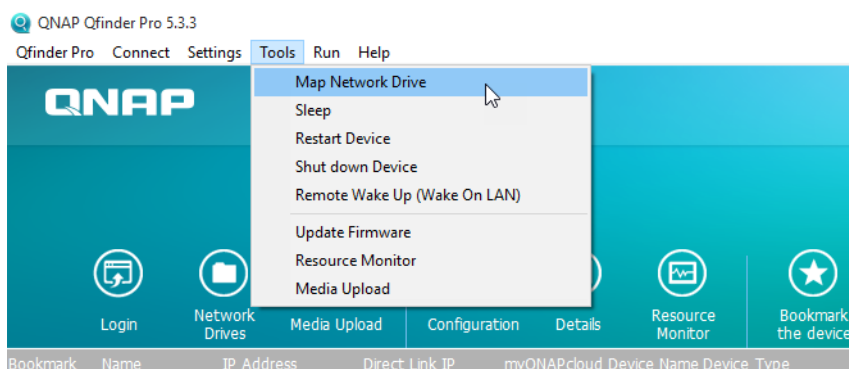 QNAP Qfinder Pro 5.3.3
Qfinder Pro Connect Settings Tools Run Help
QNAP
Map Network Drive
Sleep
Restart Device
Shut down Device
Remote Wake Up (Wake On LAN)
Update Firmware
Resource Monitor
Media Upload
Login
Network
Drives
Media Upload
Configuration
Details
Resource
Monitor
Bookmark
the device
Bookmark Name IP Address Direct Link IP myQNAPcloud Device Name Device Type